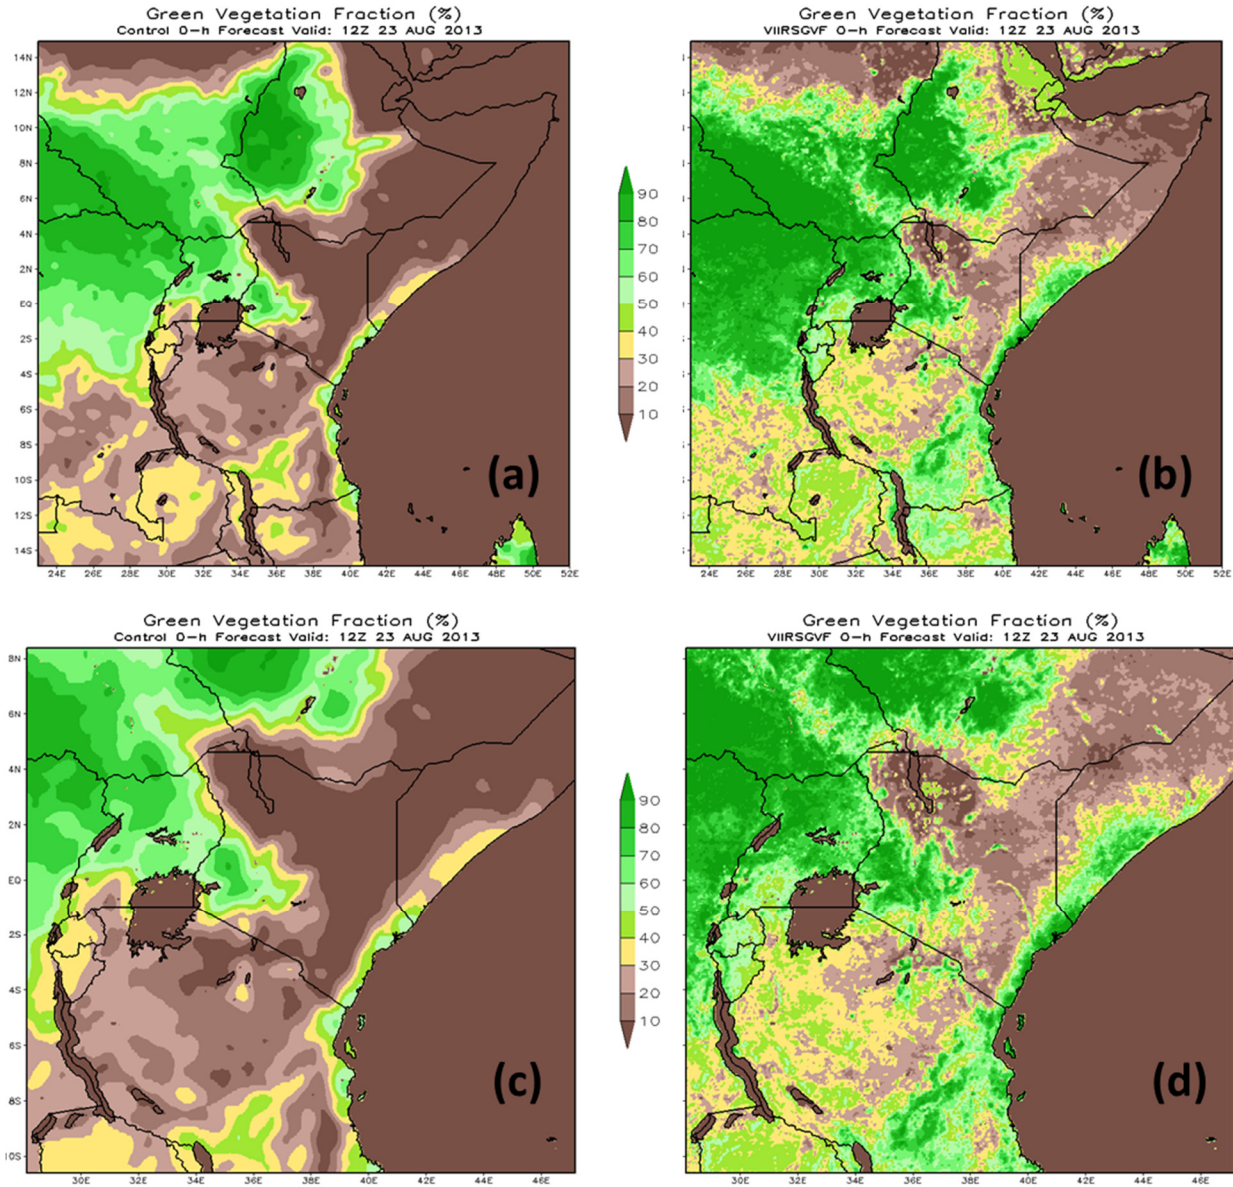 Green Vegetation Fraction (%)
Control 0-h Forecast Valid: 12Z 23 AUG 2013
14N
12N
10N
8N
6N
4N
2N
EQ
2S
4S
6S
8S
10S
12S
14S
24E 26E 28E 30E 32E 34E 36E 38E 40E 42E 44E 46E 48E 50E 52E
(a)
90
80
70
60
50
40
30
20
10
Green Vegetation Fraction (%)
VIIRSGVF 0-h Forecast Valid: 12Z 23 AUG 2013
24E 26E 28E 30E 32E 34E 36E 38E 40E 42E 44E 46E 48E 50E 52E
(b)
Green Vegetation Fraction (%)
Control 0-h Forecast Valid: 12Z 23 AUG 2013
8N
6N
4N
2N
EQ
2S
4S
6S
8S
10S
30E 32E 34E 36E 38E 40E 42E 44E 46E
(c)
90
80
70
60
50
40
30
20
10
Green Vegetation Fraction (%)
VIIRSGVF 0-h Forecast Valid: 12Z 23 AUG 2013
30E 32E 34E 36E 38E 40E 42E 44E 46E
(d)